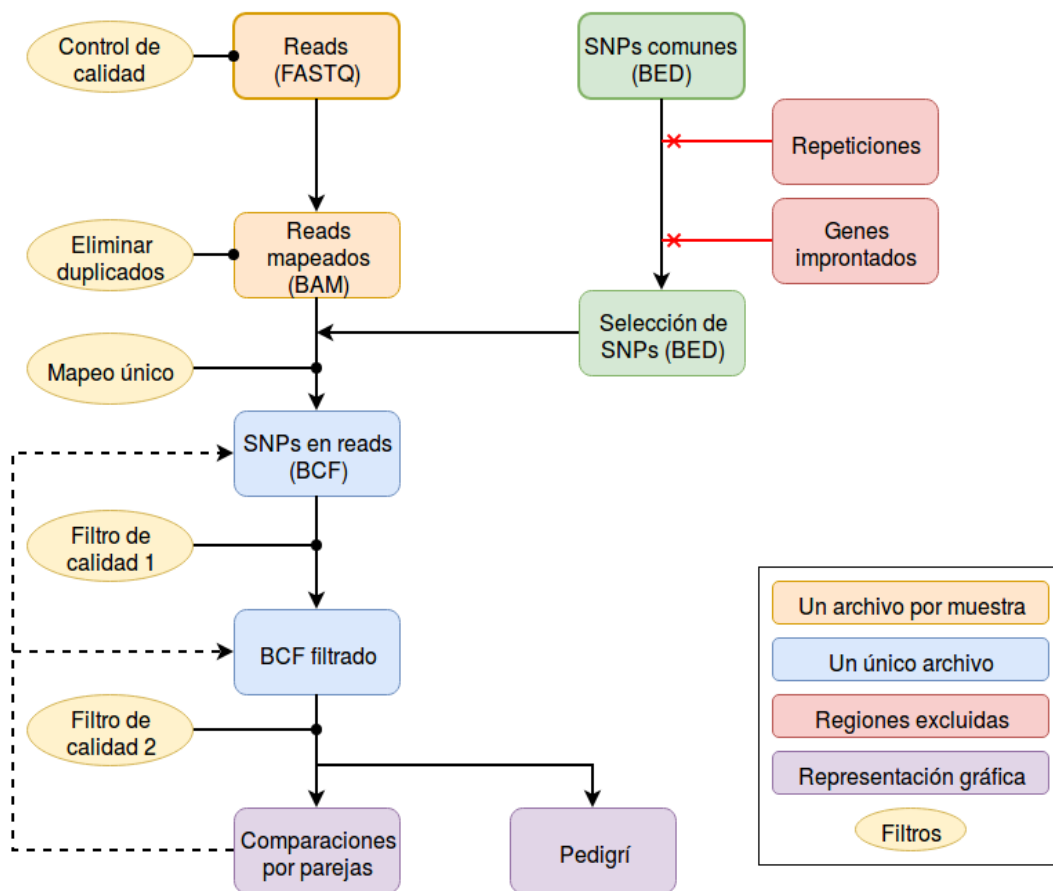 Control de
calidad
Reads
(FASTQ)
SNPs comunes
(BED)
Repeticiones
Eliminar
duplicados
Reads
mapeados
(BAM)
Genes
improntados
Selección de
SNPs (BED)
Mapeo único
SNPs en reads
(BCF)
Filtro de
calidad 1
BCF filtrado
Filtro de
calidad 2
Comparaciones
por parejas
Pedigrí
Un archivo por muestra
Un único archivo
Regiones excluidas
Representación gráfica
Filtros